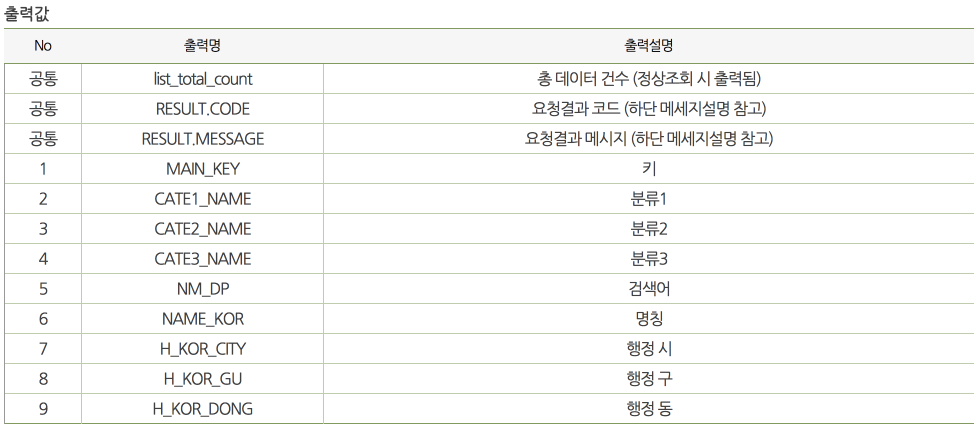 출력값
No 출력명 출력설명
공통 list_total_count 총 데이터 건수 (정상조회 시 출력됨)
공통 RESULT.CODE 요청결과 코드 (하단 메세지설명 참고)
공통 RESULT.MESSAGE 요청결과 메시지 (하단 메세지설명 참고)
1 MAIN_KEY 키
2 CATE1_NAME 분류1
3 CATE2_NAME 분류2
4 CATE3_NAME 분류3
5 NM_DP 검색어
6 NAME_KOR 명칭
7 H_KOR_CITY 행정 시
8 H_KOR_GU 행정 구
9 H_KOR_DONG 행정 동